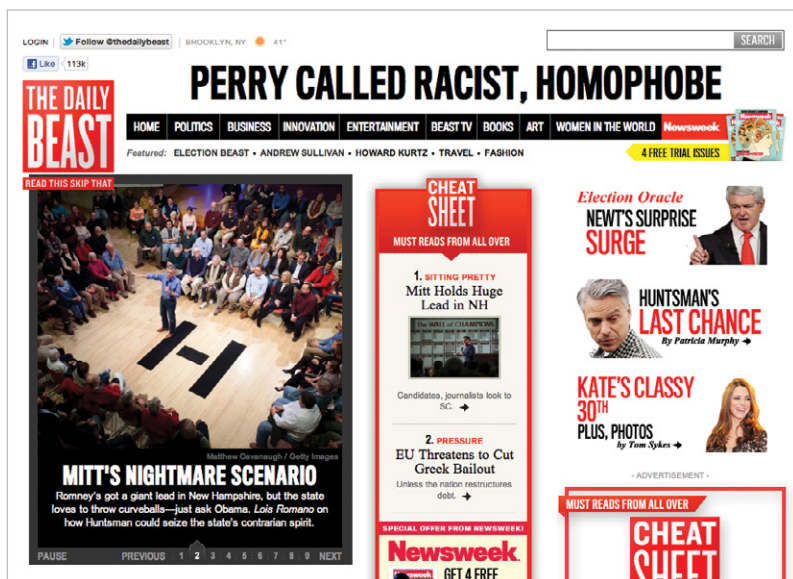 LOGIN | Follow @thedailybeast | BROOKLYN, NY 41°
SEARCH
Like 113k
PERRY CALLED RACIST, HOMOPHOBE
THE DAILY
BEAST
READ THIS SKIP THAT
HOME POLITICS BUSINESS INNOVATION ENTERTAINMENT BEAST TV BOOKS ART WOMEN IN THE WORLD Newsweek
Featured: ELECTION BEAST • ANDREW SULLIVAN • HOWARD KURTZ • TRAVEL • FASHION
4 FREE TRIAL ISSUES
H
Matthew Cavanaugh / Getty Images
MITT'S NIGHTMARE SCENARIO
Romney's got a giant lead in New Hampshire, but the state
loves to throw curveballs—just ask Obama. Lois Romano on
how Huntsman could seize the state's contrarian spirit.
PAUSE PREVIOUS 1 2 3 4 5 6 7 8 9 NEXT
CHEAT
SHEET
MUST READS FROM ALL OVER
1. SITTING PRETTY
Mitt Holds Huge
Lead in NH
The WALL of CHAMPIONS
Candidates, journalists look to
SC.
2. PRESSURE
EU Threatens to Cut
Greek Bailout
Unless the nation restructures
debt.
SPECIAL OFFER FROM NEWSWEEK!
Newsweek
GET 4 FREE
Election Oracle
NEWT'S SURPRISE
SURGE
HUNTSMAN'S
LAST CHANCE
By Patricia Murphy
KATE'S CLASSY
30TH
PLUS, PHOTOS
by Tom Sykes
- ADVERTISEMENT -
MUST READS FROM ALL OVER
CHEAT
SHEET